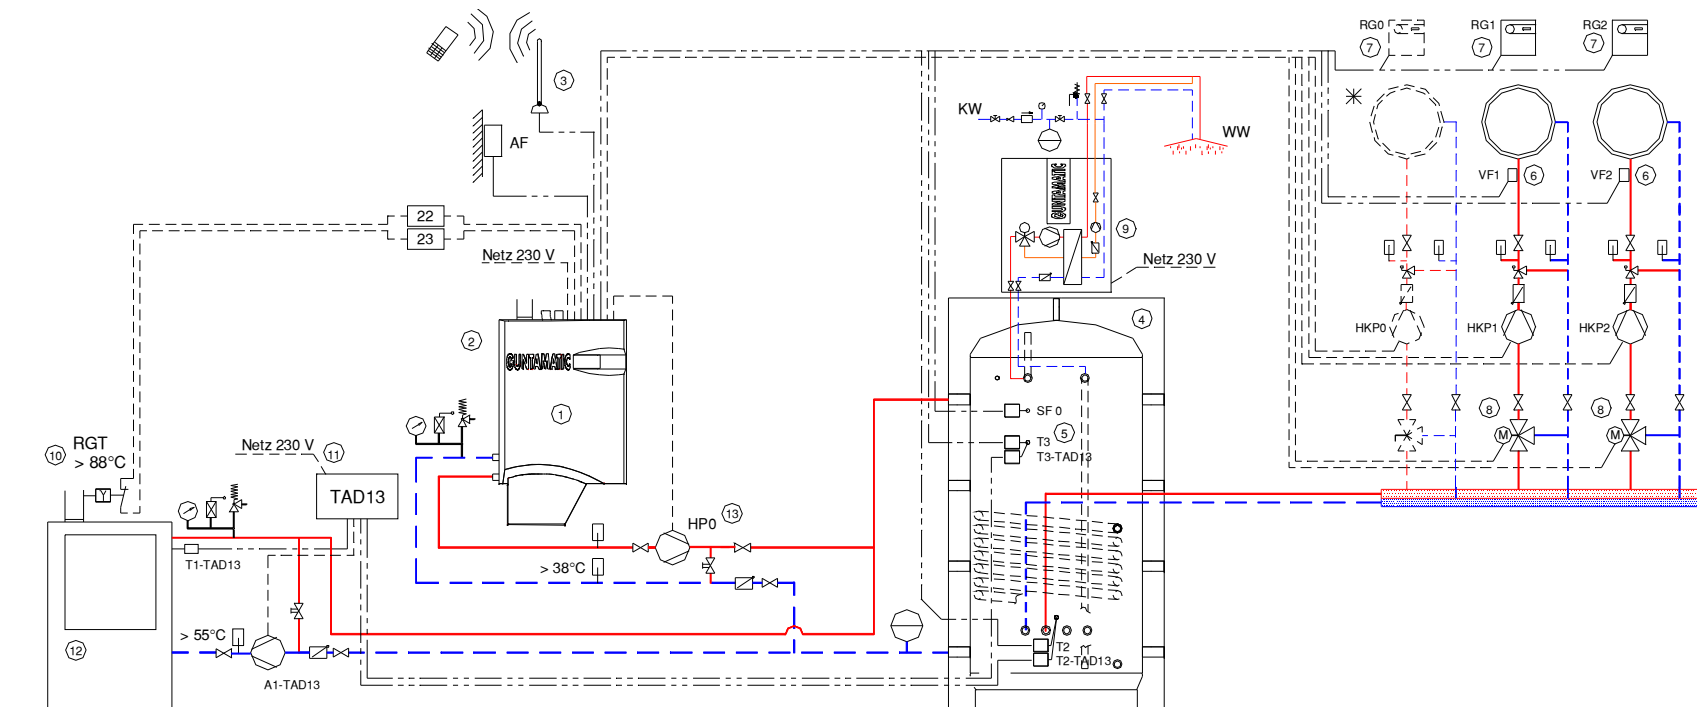 RG0
RG1
RG2
7
7
7
3
KW
WW
AF
VF1
6
VF2
6
22
23
GUNTAMATIC
9
Netz 230 V
Netz 230 V
4
2
HKP0
HKP1
HKP2
GUNTAMATIC
1
SF 0
8
8
5
T3
T3-TAD13
M
M
10
RGT
> 88°C
Netz 230 V
11
Y
TAD13
HP0
13
T1-TAD13
> 38°C
> 55°C
12
T2
T2-TAD13
A1-TAD13